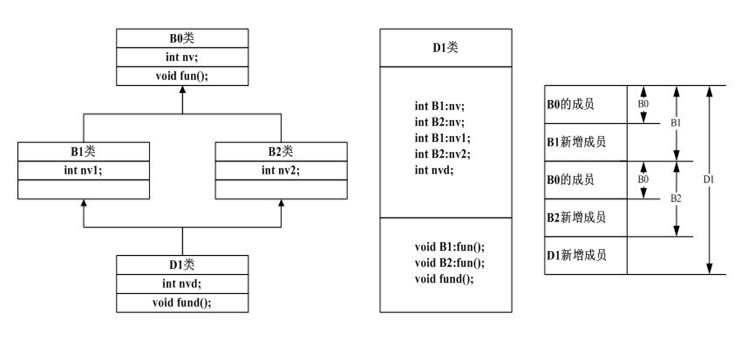 B0类
int nv;
void fun();
B1类
int nv1;
B2类
int nv2;
D1类
int nvd;
void fund();
D1类
int B1:nv;
int B2:nv;
int B1:nv1;
int B2:nv2;
int nvd;
void B1:fun();
void B2:fun();
void fund();
B0的成员
B0
B1
B1新增成员
B0的成员
B0
B2
D1
B2新增成员
D1新增成员